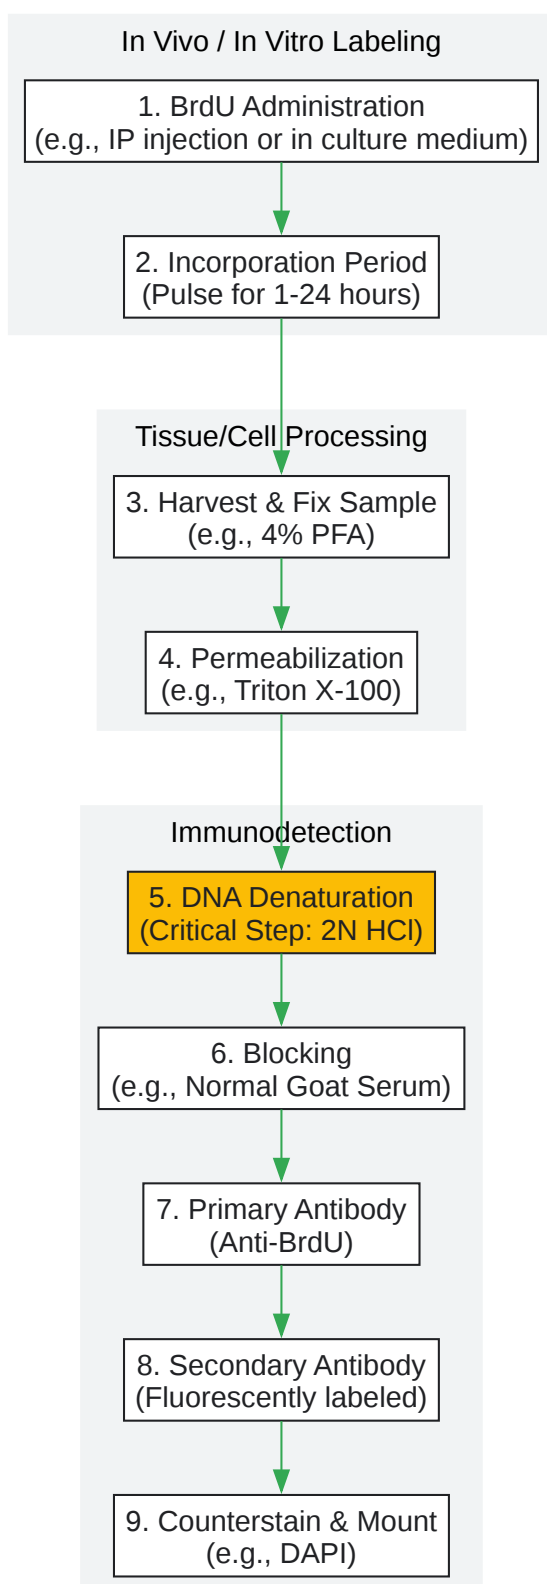 In Vivo / In Vitro Labeling
1. BrdU Administration
(e.g., IP injection or in culture medium)
2. Incorporation Period
(Pulse for 1-24 hours)
Tissue/Cell Processing
3. Harvest & Fix Sample
(e.g., 4% PFA)
4. Permeabilization
(e.g., Triton X-100)
Immunodetection
5. DNA Denaturation
(Critical Step: 2N HCl)
6. Blocking
(e.g., Normal Goat Serum)
7. Primary Antibody
(Anti-BrdU)
8. Secondary Antibody
(Fluorescently labeled)
9. Counterstain & Mount
(e.g., DAPI)